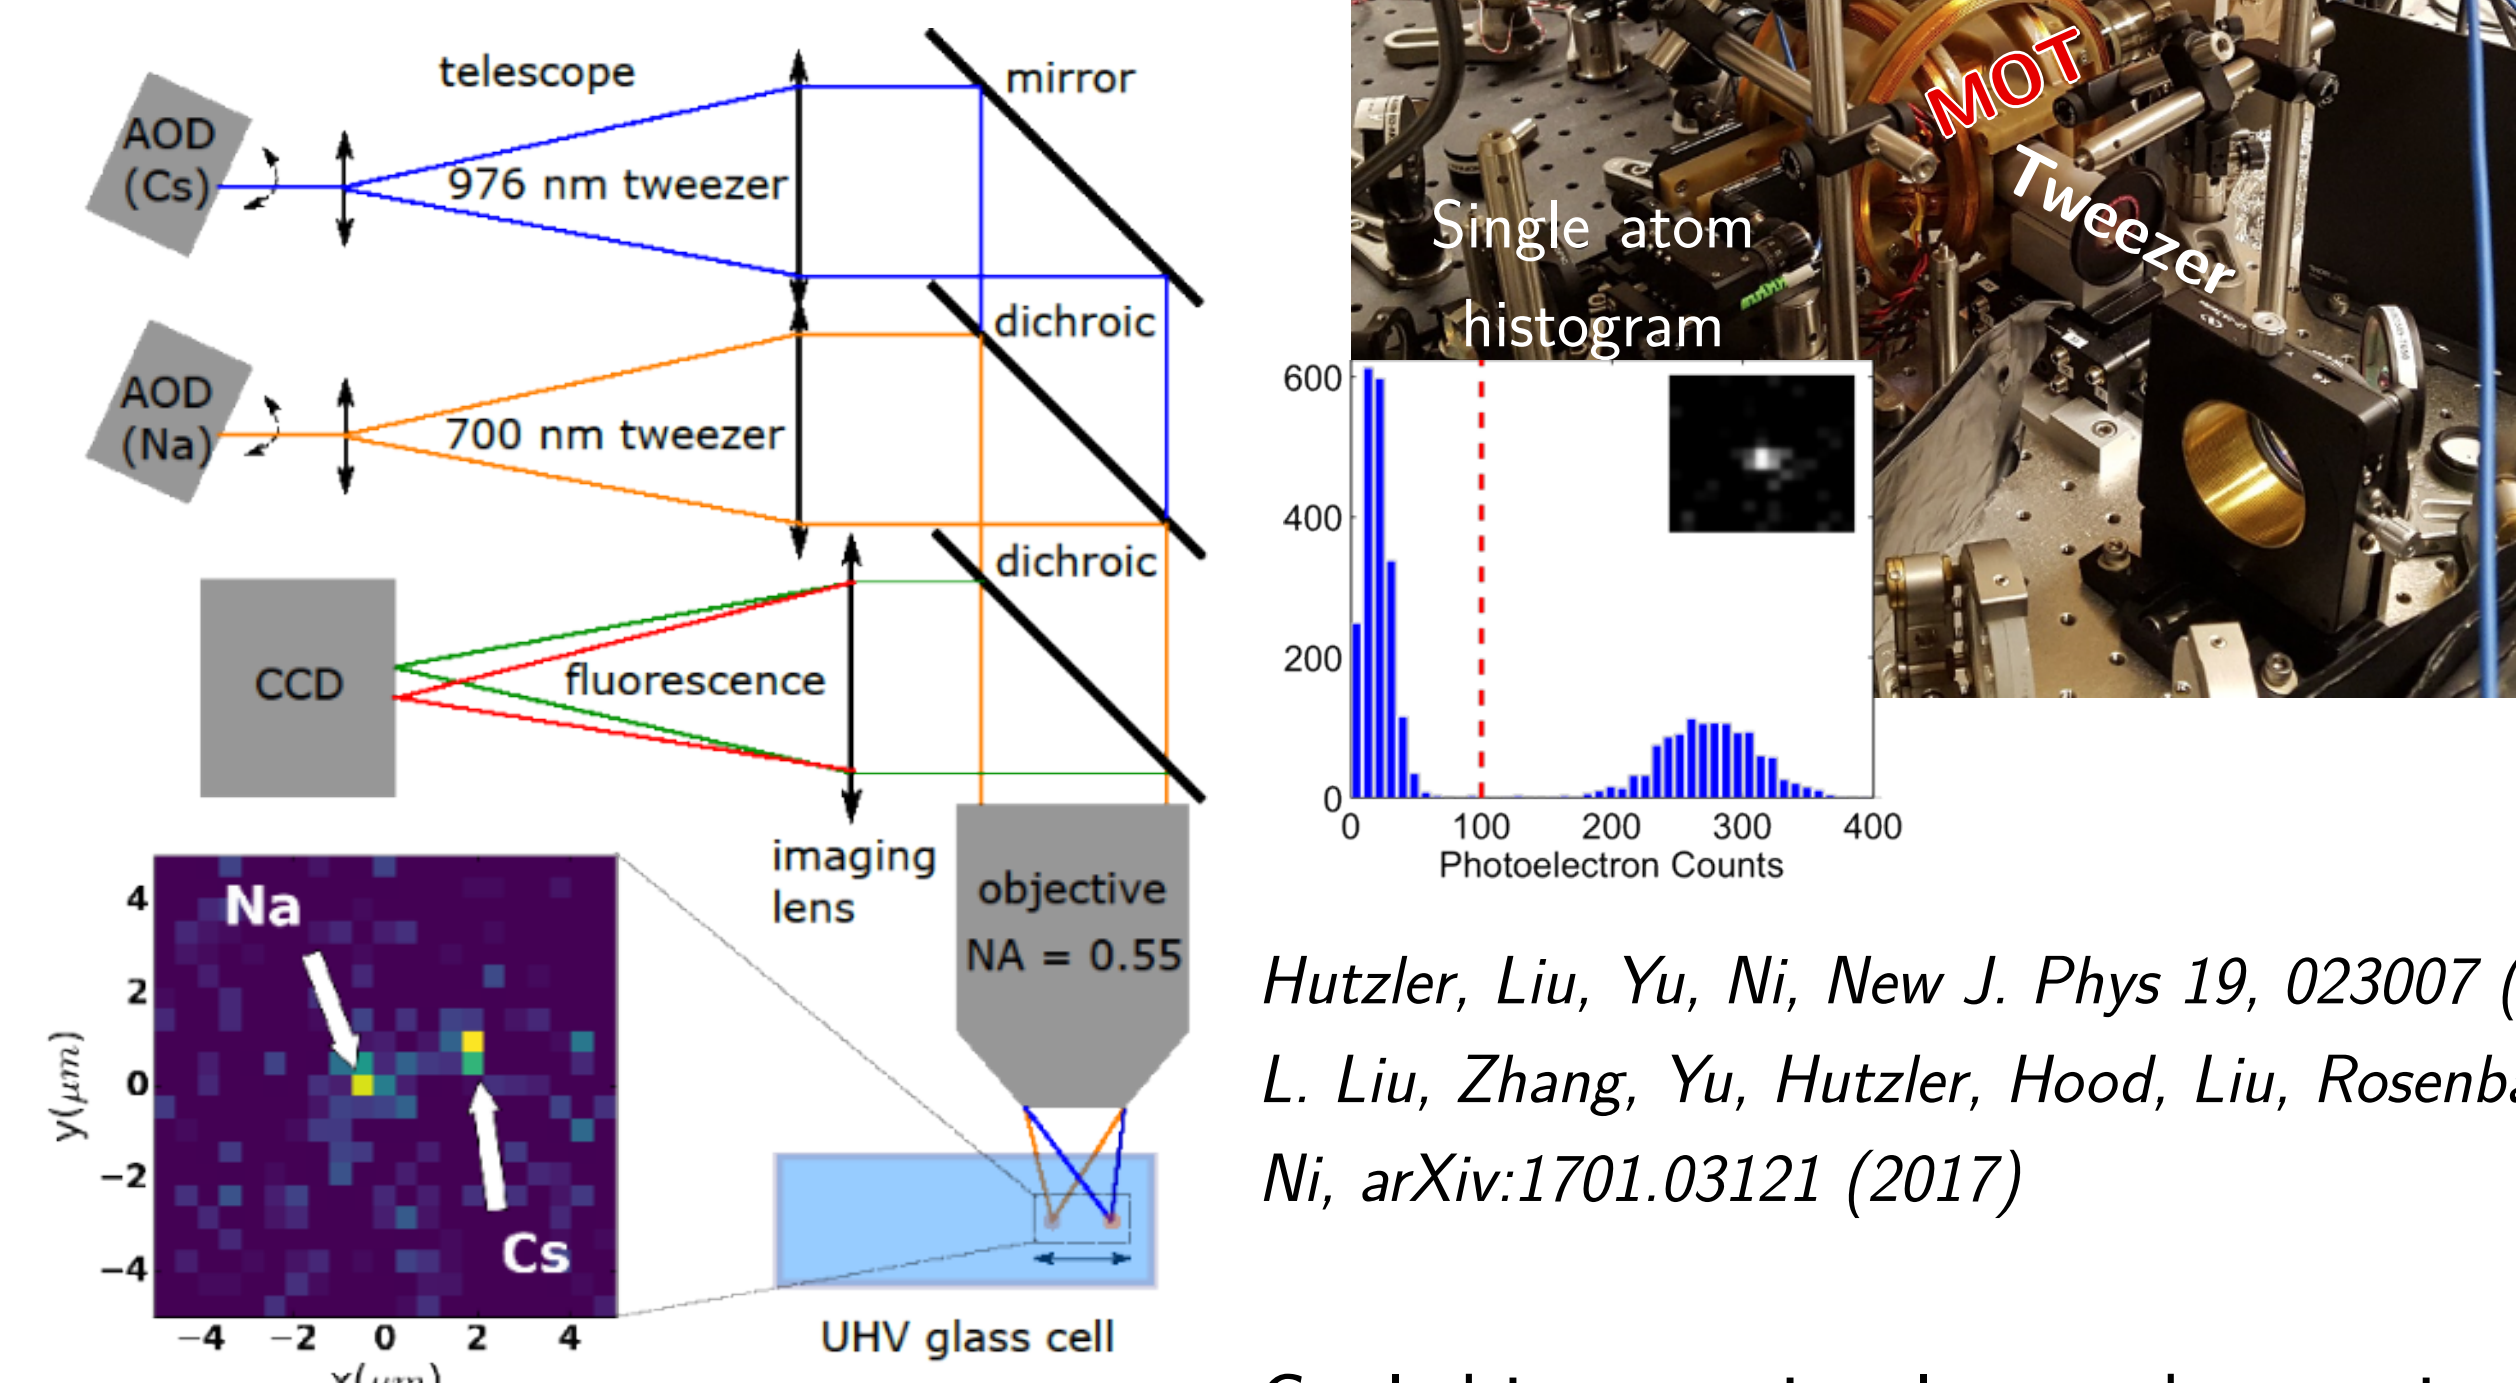 telescope
mirror
AOD
(Cs)
976 nm tweezer
dichroic
AOD
(Na)
700 nm tweezer
dichroic
CCD
fluorescence
imaging
lens
objective
NA = 0.55
UHV glass cell
Na
Cs
y(μm)
4
2
0
−2
−4
−4 −2 0 2 4
x(μm)
MOT
Tweezer
Single atom
histogram
600
400
200
0
0 100 200 300 400
Photoelectron Counts
Hutzler, Liu, Yu, Ni, New J. Phys 19, 023007 (
L. Liu, Zhang, Yu, Hutzler, Hood, Liu, Rosenba
Ni, arXiv:1701.03121 (2017)